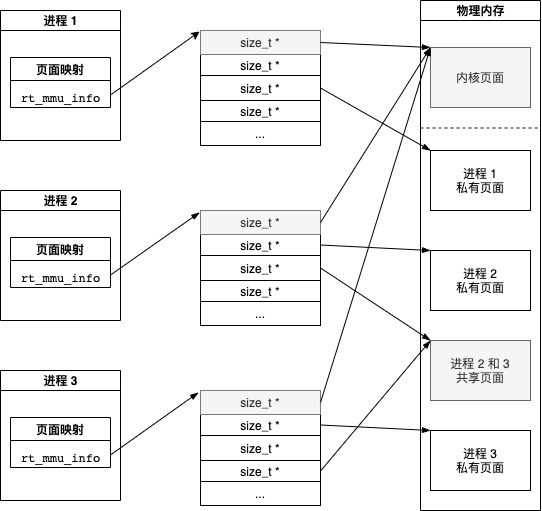 进程 1
页面映射
rt_mmu_info
size_t *
size_t *
size_t *
size_t *
...
进程 2
页面映射
rt_mmu_info
size_t *
size_t *
size_t *
size_t *
...
进程 3
页面映射
rt_mmu_info
size_t *
size_t *
size_t *
size_t *
...
物理内存
内核页面
进程 1
私有页面
进程 2
私有页面
进程 2 和 3
共享页面
进程 3
私有页面